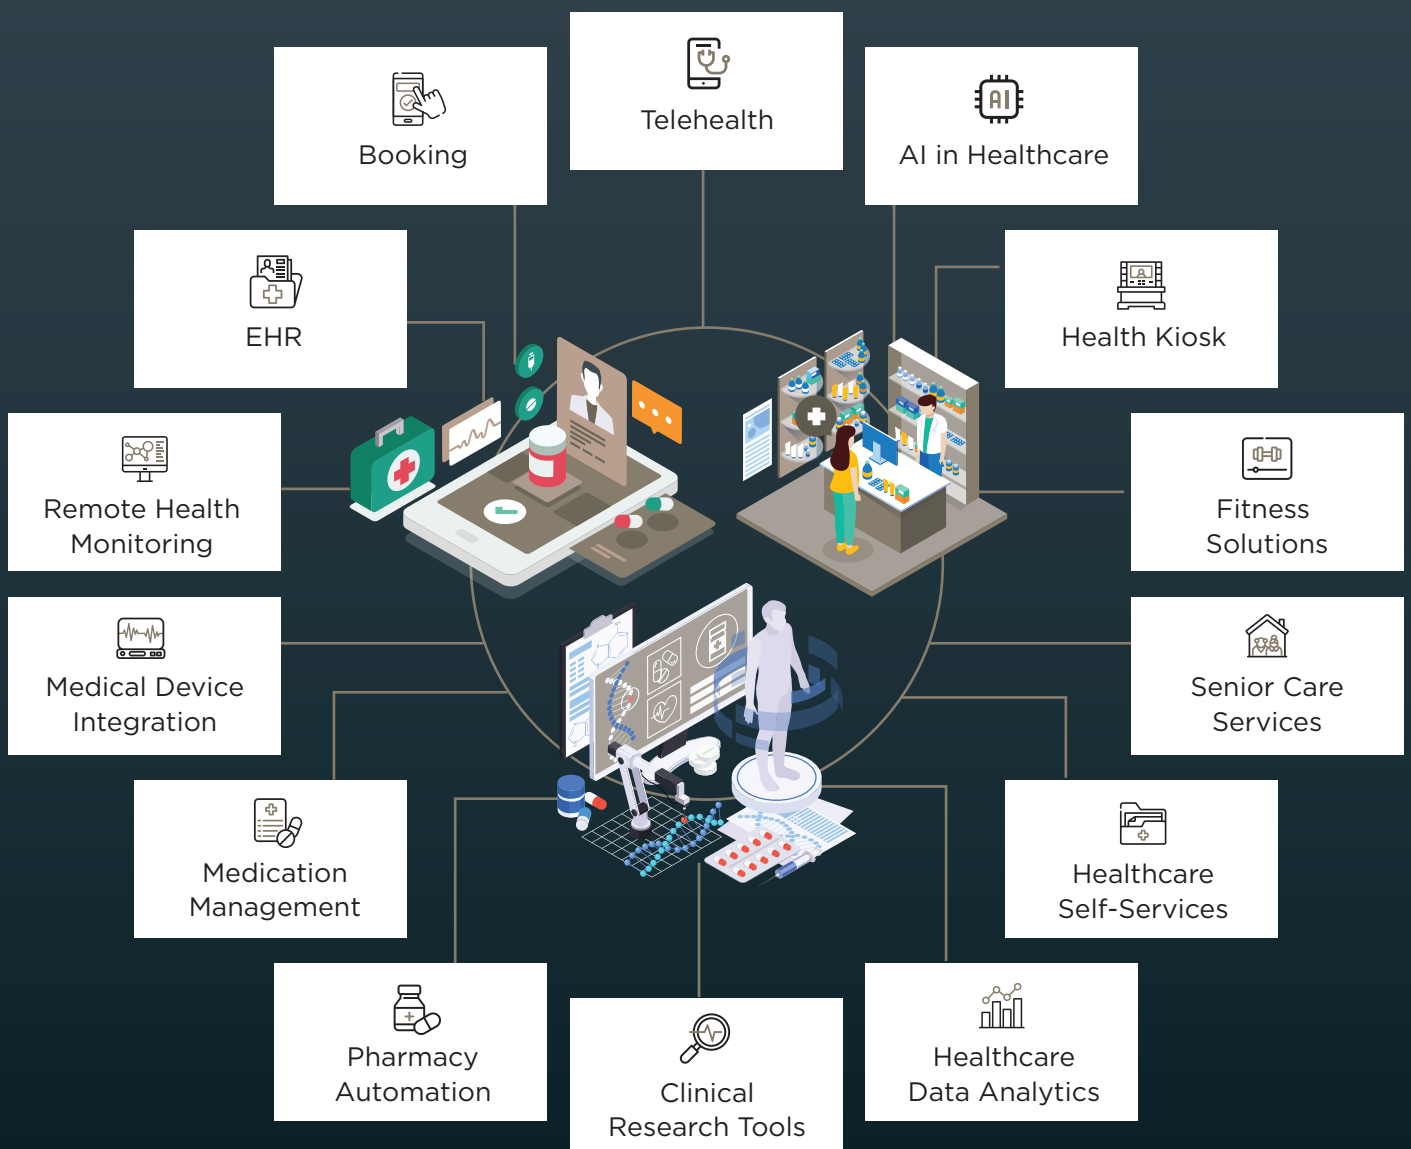 Telehealth
Booking
AI in Healthcare
AI
EHR
Health Kiosk
Remote Health
Monitoring
Fitness
Solutions
Medical Device
Integration
Senior Care
Services
Medication
Management
Healthcare
Self-Services
Pharmacy
Automation
Clinical
Research Tools
Healthcare
Data Analytics